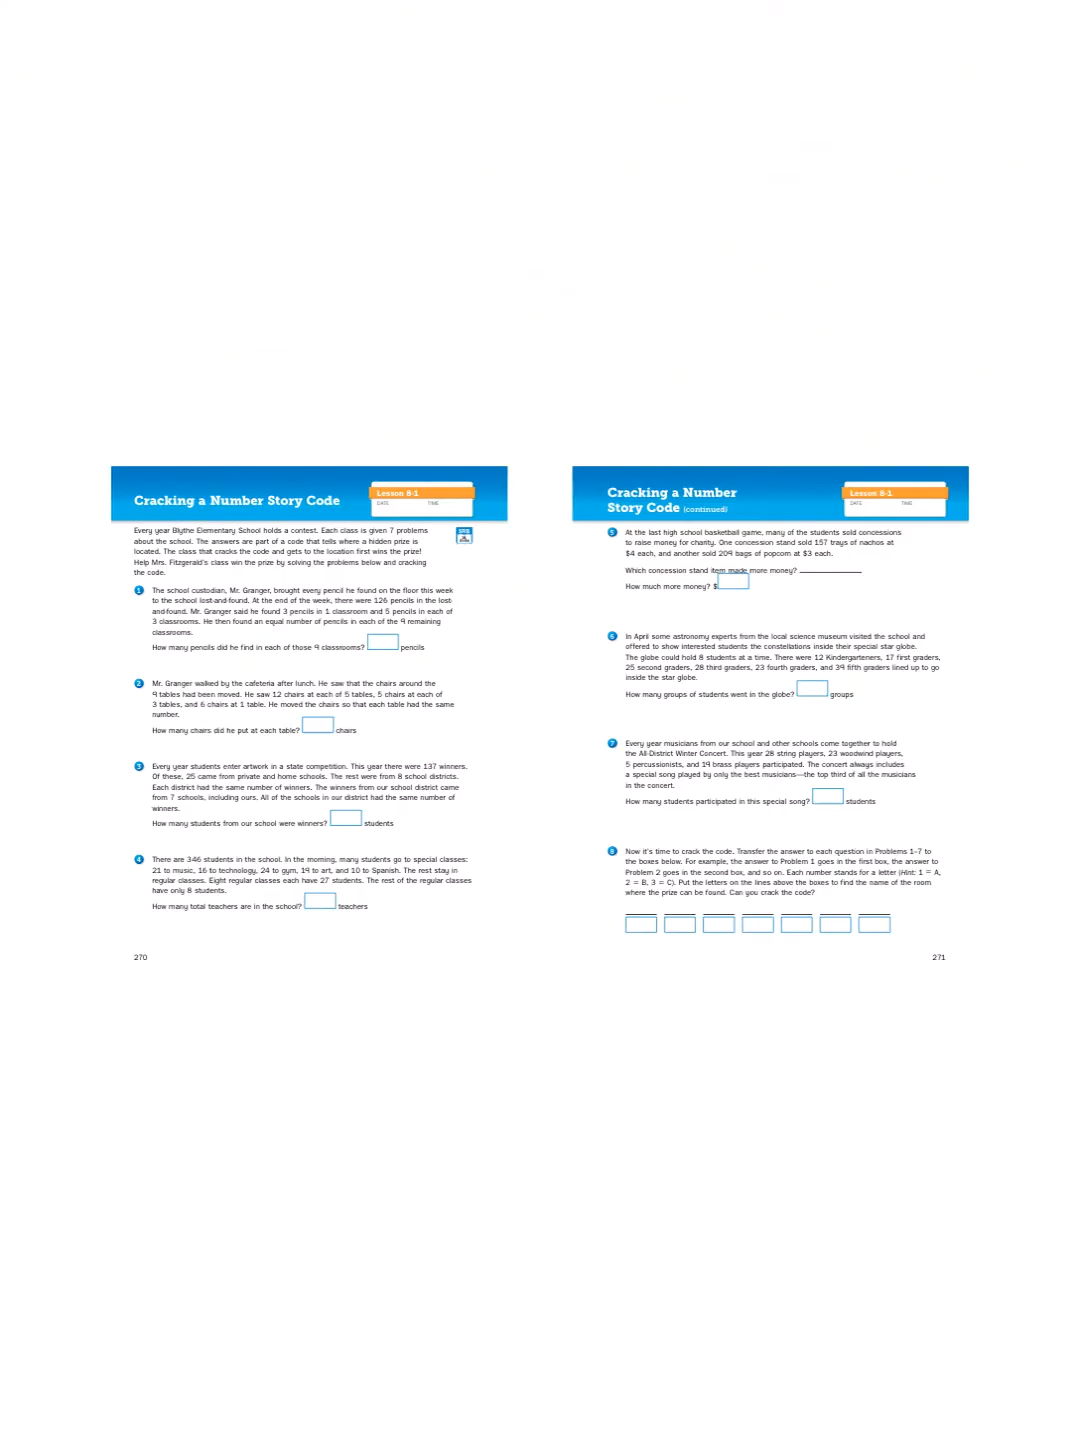 Cracking a Number Story Code
Lesson 8-1
DATE TIME
Every year Blythe Elementary School holds a contest. Each class is given 7 problems
about the school. The answers are part of a code that tells where a hidden prize is
located. The class that cracks the code and gets to the location first wins the prize!
Help Mrs. Fitzgerald's class win the prize by solving the problems below and cracking
the code.
1 The school custodian, Mr. Granger, brought every pencil he found on the floor this week
to the school lost-and-found. At the end of the week, there were 126 pencils in the lost-
and-found. Mr. Granger said he found 3 pencils in 1 classroom and 5 pencils in each of
3 classrooms. He then found an equal number of pencils in each of the 9 remaining
classrooms.
How many pencils did he find in each of those 9 classrooms? pencils
2 Mr. Granger walked by the cafeteria after lunch. He saw that the chairs around the
9 tables had been moved. He saw 12 chairs at each of 5 tables, 5 chairs at each of
3 tables, and 6 chairs at 1 table. He moved the chairs so that each table had the same
number.
How many chairs did he put at each table? chairs
3 Every year students enter artwork in a state competition. This year there were 137 winners.
Of these, 25 came from private and home schools. The rest were from 8 school districts.
Each district had the same number of winners. The winners from our school district came
from 7 schools, including ours. All of the schools in our district had the same number of
winners.
How many students from our school were winners? students
4 There are 346 students in the school. In the morning, many students go to special classes:
21 to music, 16 to technology, 24 to gym, 19 to art, and 10 to Spanish. The rest stay in
regular classes. Eight regular classes each have 27 students. The rest of the regular classes
have only 8 students.
How many total teachers are in the school? teachers
270
Cracking a Number
Story Code (continued)
Lesson 8-1
DATE TIME
5 At the last high school basketball game, many of the students sold concessions
to raise money for charity. One concession stand sold 157 trays of nachos at
$4 each, and another sold 209 bags of popcorn at $3 each.
Which concession stand item made more money?
How much more money? $
6 In April some astronomy experts from the local science museum visited the school and
offered to show interested students the constellations inside their special star globe.
The globe could hold 8 students at a time. There were 12 Kindergarteners, 17 first graders,
25 second graders, 28 third graders, 23 fourth graders, and 39 fifth graders lined up to go
inside the star globe.
How many groups of students went in the globe? groups
7 Every year musicians from our school and other schools come together to hold
the All-District Winter Concert. This year 28 string players, 23 woodwind players,
5 percussionists, and 19 brass players participated. The concert always includes
a special song played by only the best musicians—the top third of all the musicians
in the concert.
How many students participated in this special song? students
8 Now it's time to crack the code. Transfer the answer to each question in Problems 1–7 to
the boxes below. For example, the answer to Problem 1 goes in the first box, the answer to
Problem 2 goes in the second box, and so on. Each number stands for a letter (Hint: 1 = A,
2 = B, 3 = C). Put the letters on the lines above the boxes to find the name of the room
where the prize can be found. Can you crack the code?
271